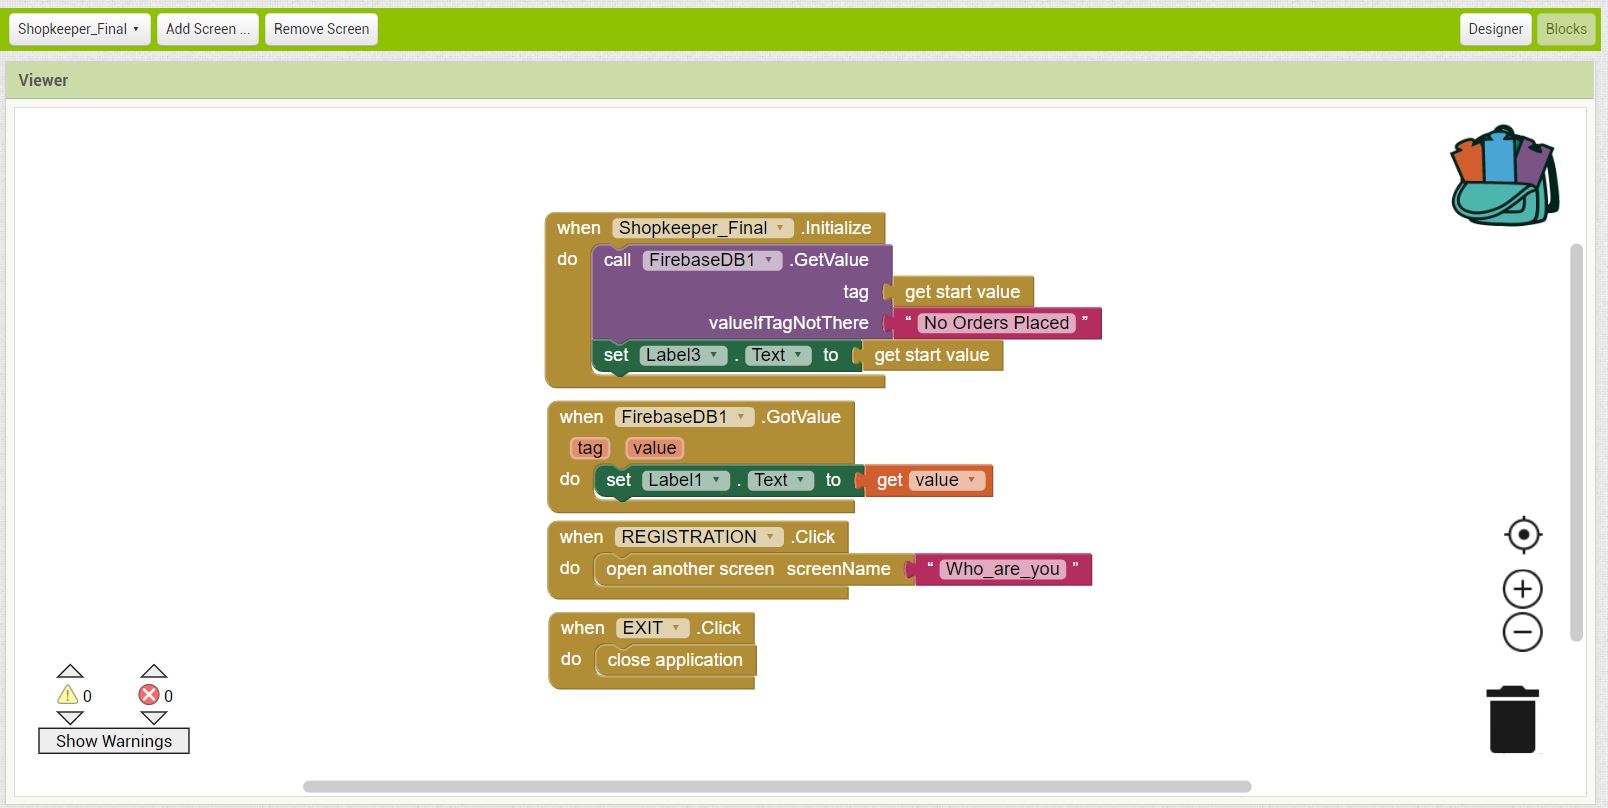 Shopkeeper_Final ▾ Add Screen ... Remove Screen Designer Blocks
Viewer
when Shopkeeper_Final ▾ .Initialize
do call FirebaseDB1 ▾ .GetValue
tag get start value
valueIfTagNotThere “ No Orders Placed ”
set Label3 ▾ . Text ▾ to get start value
when FirebaseDB1 ▾ .GotValue
tag value
do set Label1 ▾ . Text ▾ to get value ▾
when REGISTRATION ▾ .Click
do open another screen screenName “ Who_are_you ”
when EXIT ▾ .Click
do close application
0 0
Show Warnings